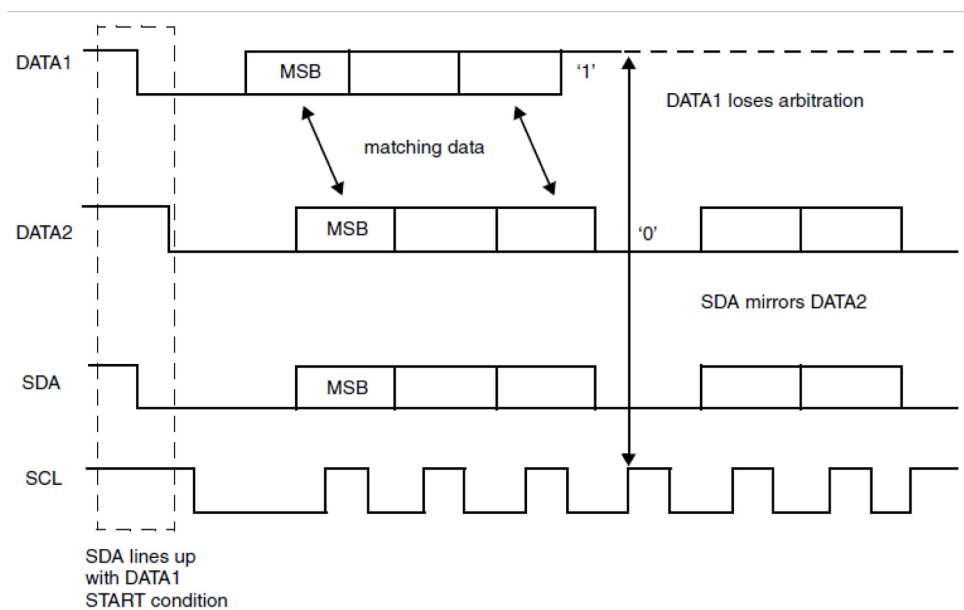 DATA1
MSB
‘1’
DATA1 loses arbitration
matching data
DATA2
MSB
‘0’
SDA mirrors DATA2
SDA
MSB
SCL
SDA lines up
with DATA1
START condition